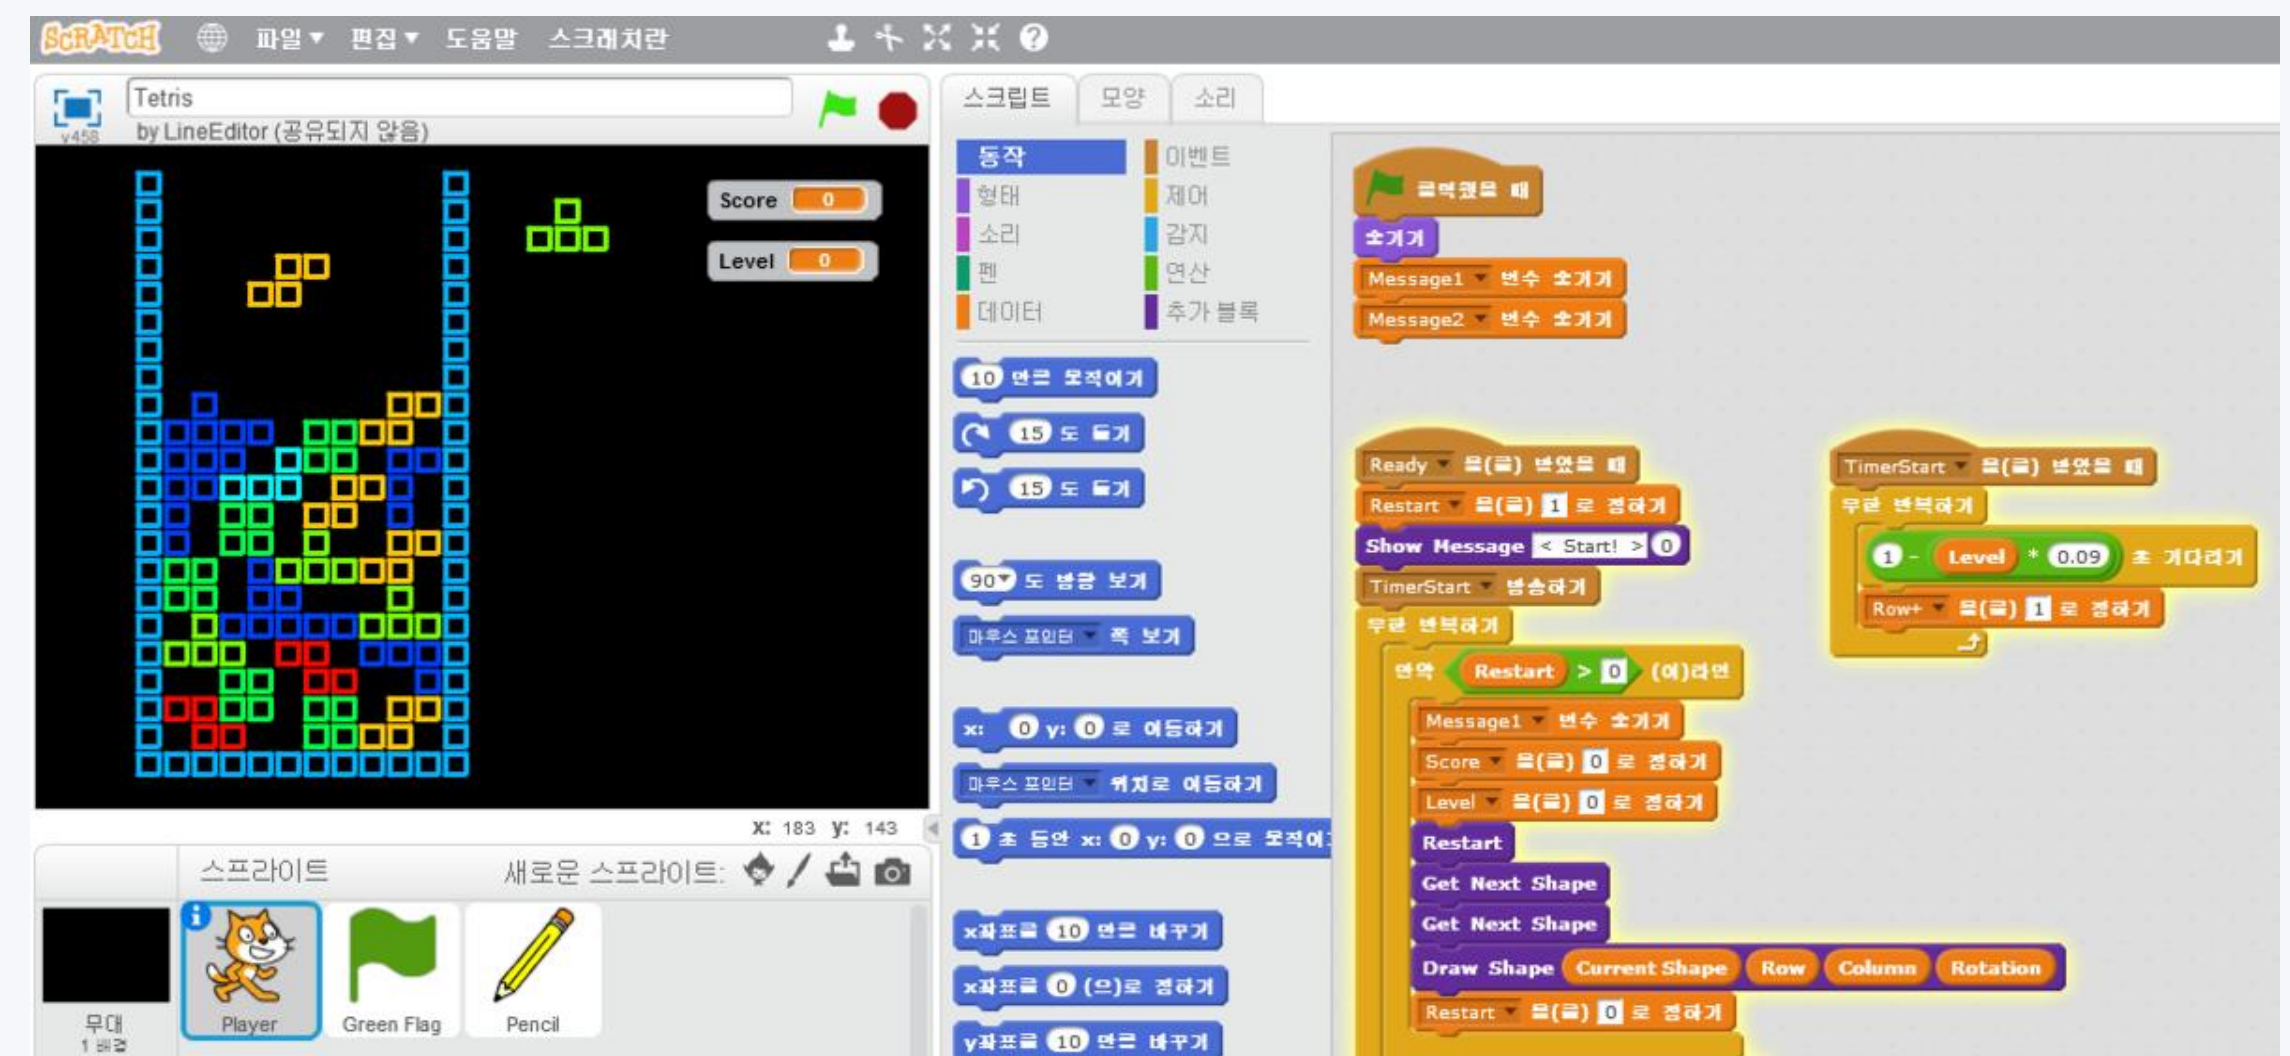 SCRATCH 파일▼ 편집▼ 도움말 스크래치란
v458
Tetris
by LineEditor (공유되지 않음)
Score 0
Level 0
x: 183 y: 143
스프라이트 새로운 스프라이트:
무대
1 배경
Player
Green Flag
Pencil
스크립트 모양 소리
동작 이벤트
형태 제어
소리 감지
펜 연산
데이터 추가 블록
10 만큼 움직이기
15 도 돌기
15 도 돌기
90▼ 도 방향 보기
마우스 포인터 쪽 보기
x: 0 y: 0 로 이동하기
마우스 포인터 위치로 이동하기
1 초 동안 x: 0 y: 0 으로 움직이
x좌표를 10 만큼 바꾸기
x좌표를 0 (으)로 정하기
y좌표를 10 만큼 바꾸기
클릭했을 때
숨기기
Message1 변수 숨기기
Message2 변수 숨기기
Ready 을(를) 받았을 때
Restart 을(를) 1 로 정하기
Show Message < Start! > 0
TimerStart 방송하기
무한 반복하기
만약 Restart > 0 (이)라면
Message1 변수 숨기기
Score 을(를) 0 로 정하기
Level 을(를) 0 로 정하기
Restart
Get Next Shape
Get Next Shape
Draw Shape Current Shape Row Column Rotation
Restart 을(를) 0 로 정하기
TimerStart 을(를) 받았을 때
무한 반복하기
1 - Level * 0.09 초 기다리기
Row+ 을(를) 1 로 정하기